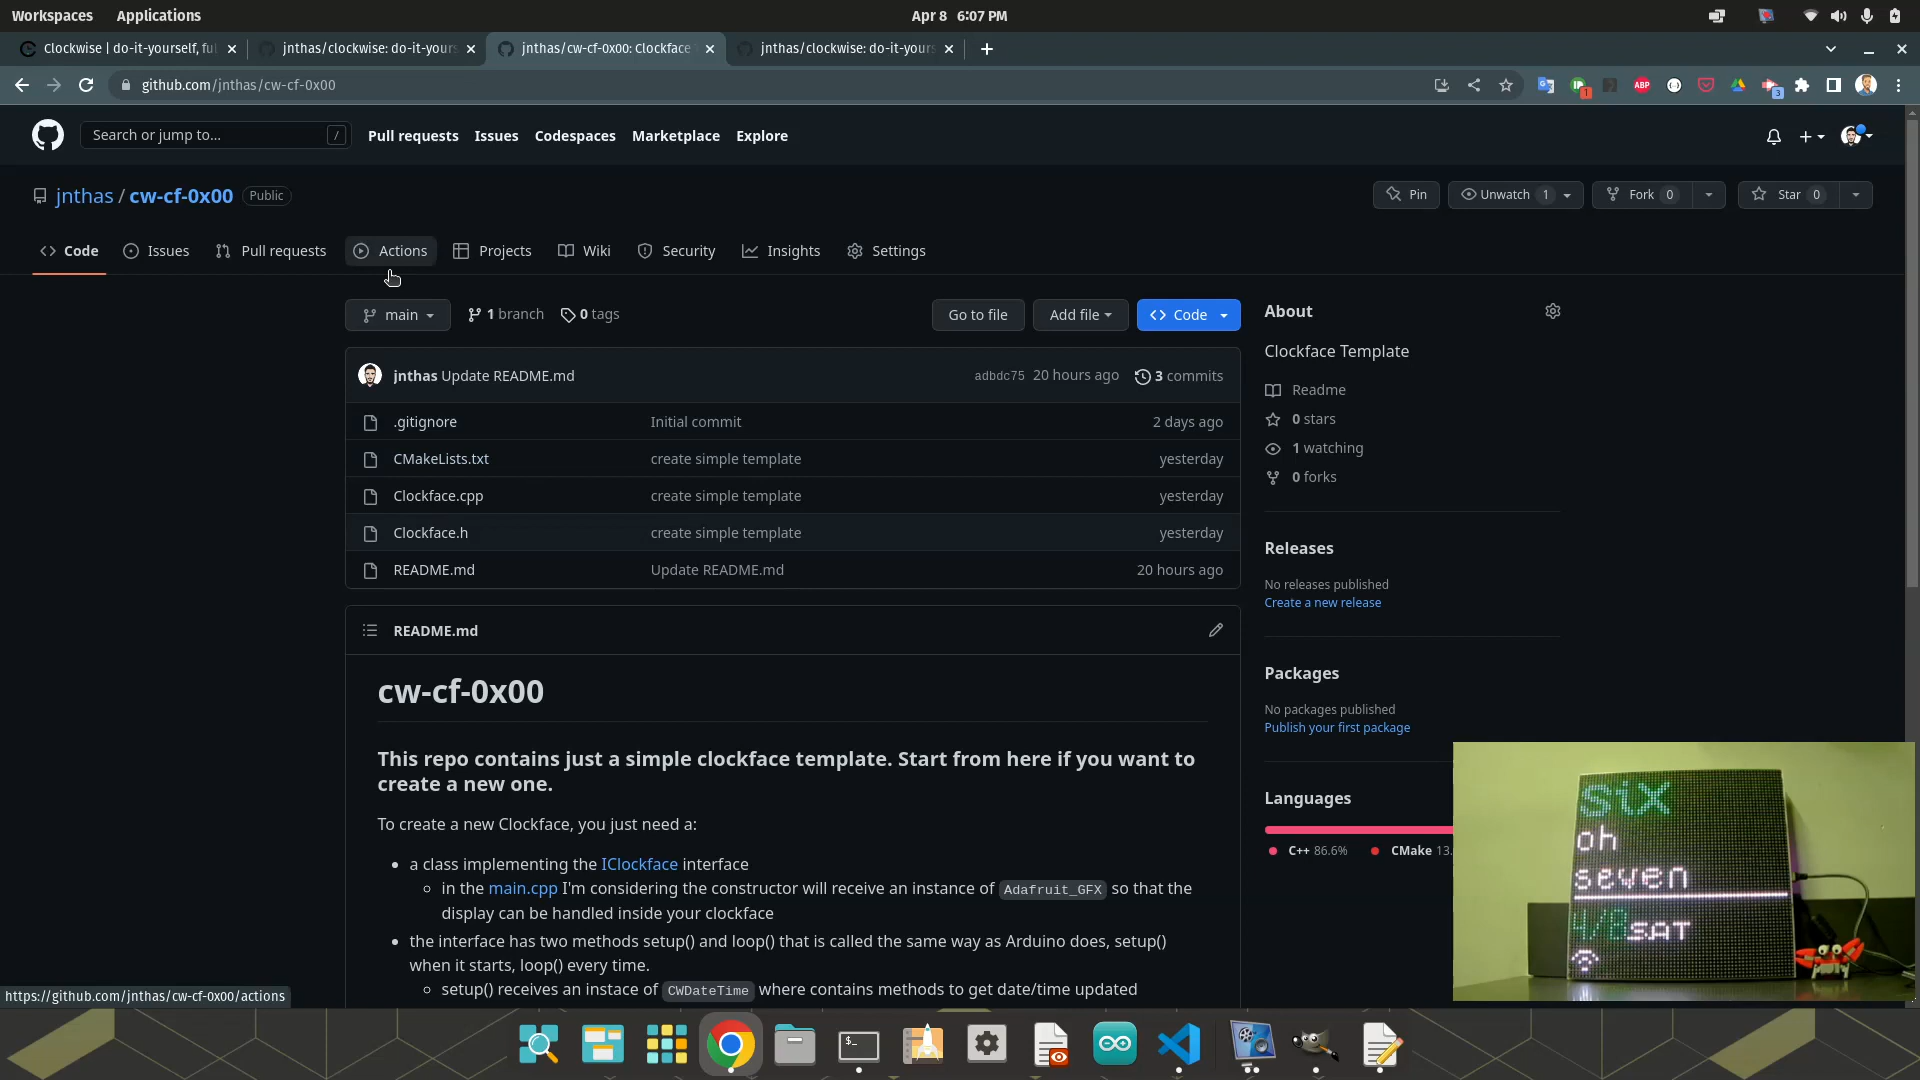 Workspaces Applications Apr 8 6:07 PM
Clockwise | do-it-yourself, ful jnthas/clockwise: do-it-yours jnthas/cw-cf-0x00: Clockface jnthas/clockwise: do-it-yours
github.com/jnthas/cw-cf-0x00 1 ABP 3
Search or jump to... / Pull requests Issues Codespaces Marketplace Explore
jnthas / cw-cf-0x00 Public Pin Unwatch 1 Fork 0 Star 0
Code Issues Pull requests Actions Projects Wiki Security Insights Settings
main 1 branch 0 tags Go to file Add file Code
jnthas Update README.md adbdc75 20 hours ago 3 commits
.gitignore Initial commit 2 days ago
CMakeLists.txt create simple template yesterday
Clockface.cpp create simple template yesterday
Clockface.h create simple template yesterday
README.md Update README.md 20 hours ago
README.md
cw-cf-0x00
This repo contains just a simple clockface template. Start from here if you want to
create a new one.
To create a new Clockface, you just need a:
a class implementing the IClockface interface
in the main.cpp I'm considering the constructor will receive an instance of Adafruit_GFX so that the
display can be handled inside your clockface
the interface has two methods setup() and loop() that is called the same way as Arduino does, setup()
when it starts, loop() every time.
setup() receives an instace of CWDateTime where contains methods to get date/time updated
https://github.com/jnthas/cw-cf-0x00/actions
About
Clockface Template
Readme
0 stars
1 watching
0 forks
Releases
No releases published
Create a new release
Packages
No packages published
Publish your first package
Languages
C++ 86.6% CMake 13.
six
oh
seven
4/8 SAT
$_